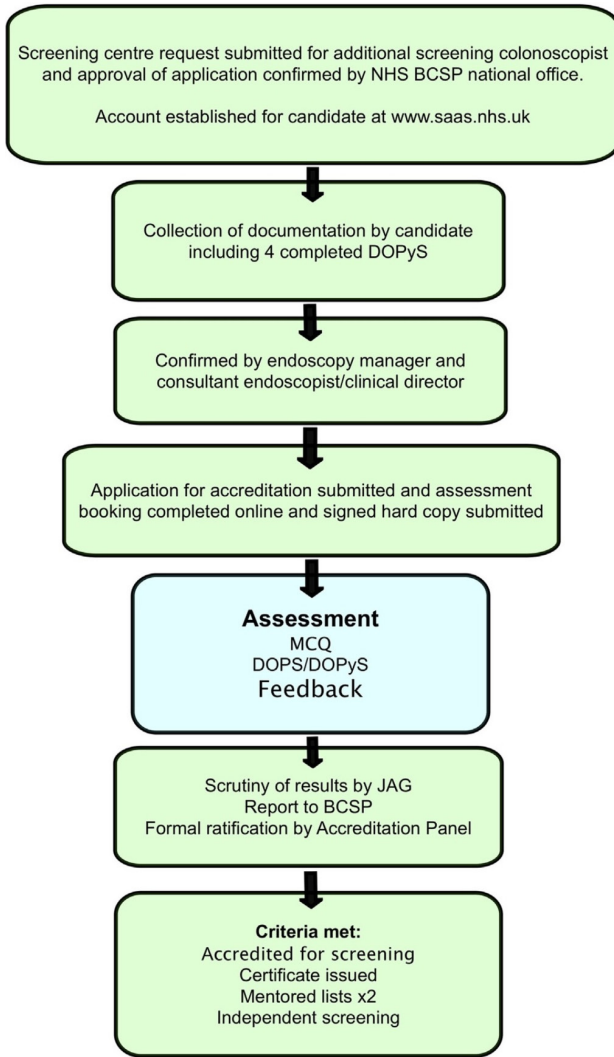 Screening centre request submitted for additional screening colonoscopist
and approval of application confirmed by NHS BCSP national office.
Account established for candidate at www.saas.nhs.uk
Collection of documentation by candidate
including 4 completed DOPyS
Confirmed by endoscopy manager and
consultant endoscopist/clinical director
Application for accreditation submitted and assessment
booking completed online and signed hard copy submitted
Assessment
MCQ
DOPS/DOPyS
Feedback
Scrutiny of results by JAG
Report to BCSP
Formal ratification by Accreditation Panel
Criteria met:
Accredited for screening
Certificate issued
Mentored lists x2
Independent screening